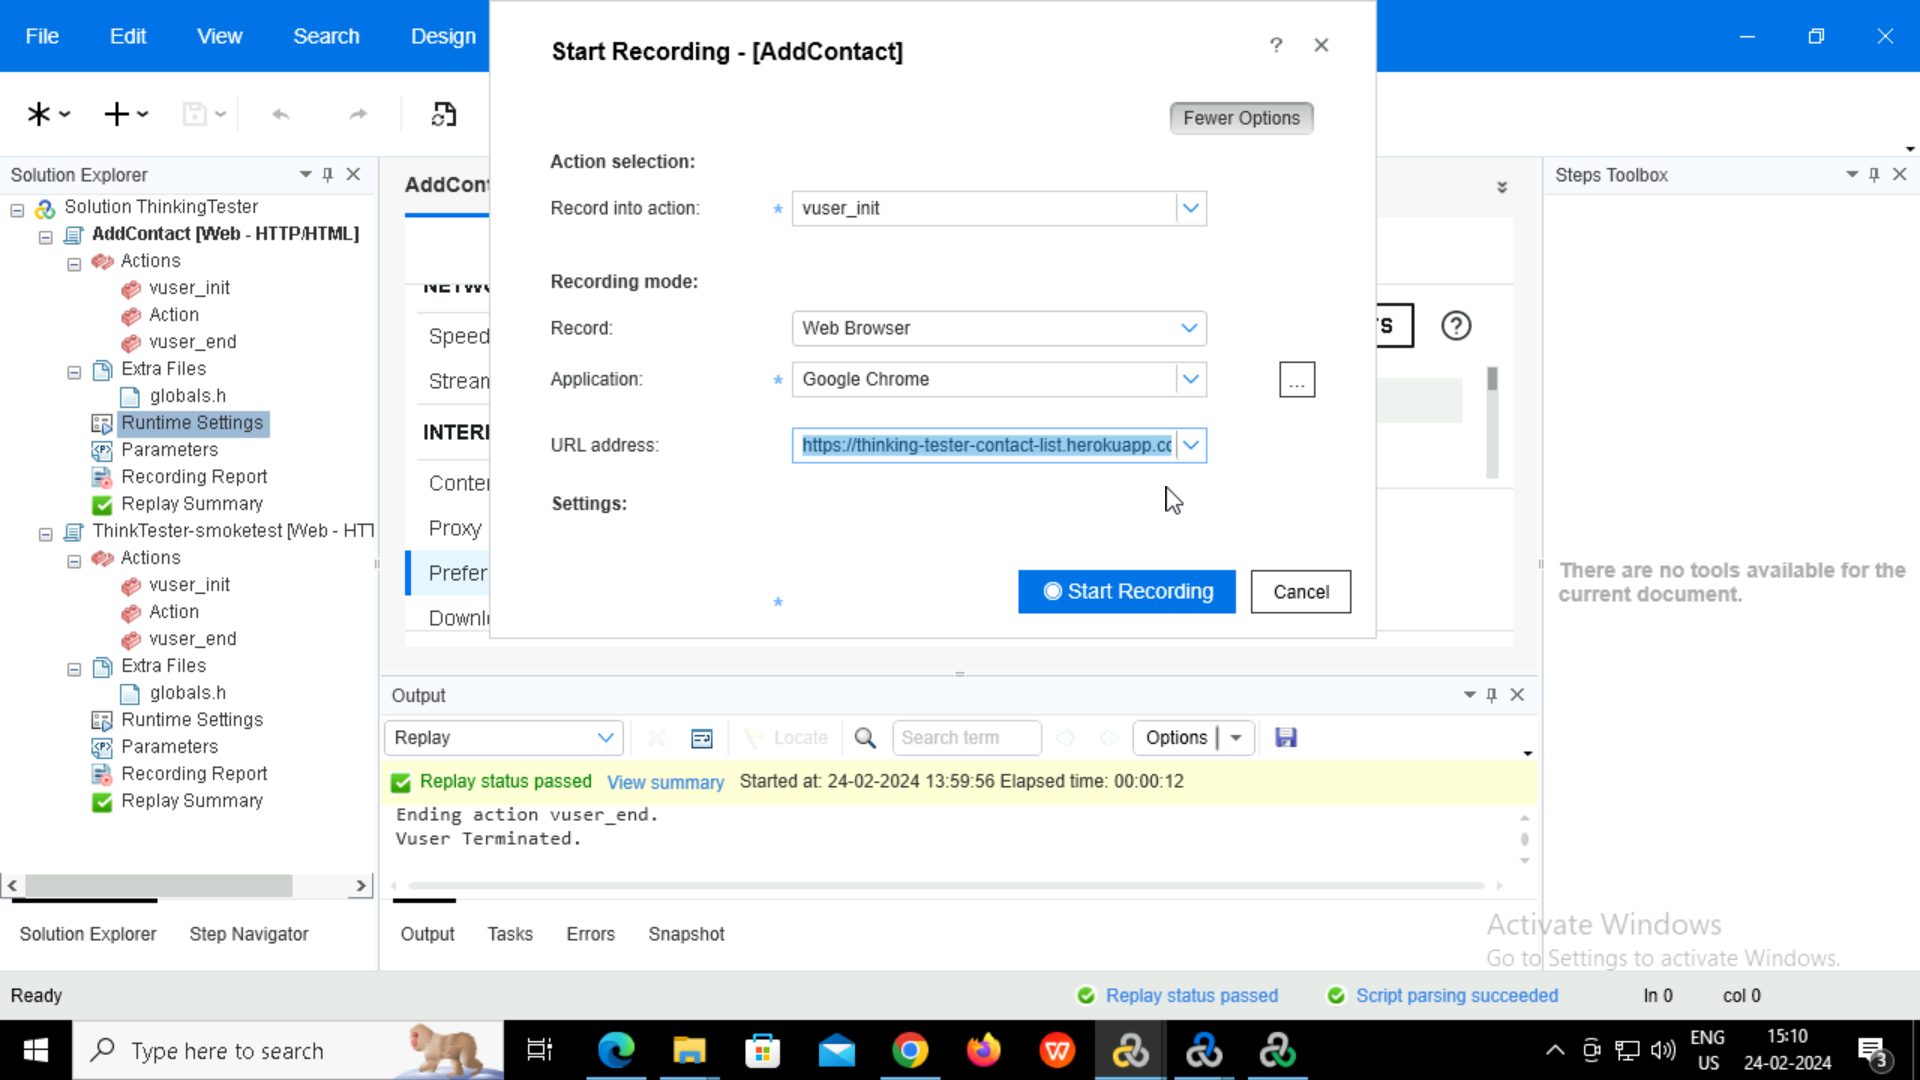 File Edit View Search Design
Start Recording - [AddContact]
?
Fewer Options
Action selection:
Record into action: * vuser_init
Recording mode:
Record: Web Browser
Application: * Google Chrome ...
URL address: https://thinking-tester-contact-list.herokuapp.co
Settings:
*
Start Recording Cancel
Solution Explorer
Solution ThinkingTester
AddContact [Web - HTTP/HTML]
Actions
vuser_init
Action
vuser_end
Extra Files
globals.h
Runtime Settings
Parameters
Recording Report
Replay Summary
ThinkTester-smoketest [Web - HTT
Actions
vuser_init
Action
vuser_end
Extra Files
globals.h
Runtime Settings
Parameters
Recording Report
Replay Summary
Solution Explorer Step Navigator
AddCont
Speed
Strean
INTERI
Conter
Proxy
Prefer
Downl
S
Steps Toolbox
There are no tools available for the
current document.
Output
Replay Locate Search term Options
Replay status passed View summary Started at: 24-02-2024 13:59:56 Elapsed time: 00:00:12
Ending action vuser_end.
Vuser Terminated.
Output Tasks Errors Snapshot
Activate Windows
Go to Settings to activate Windows.
Ready Replay status passed Script parsing succeeded ln 0 col 0
Type here to search
ENG
US
15:10
24-02-2024
3